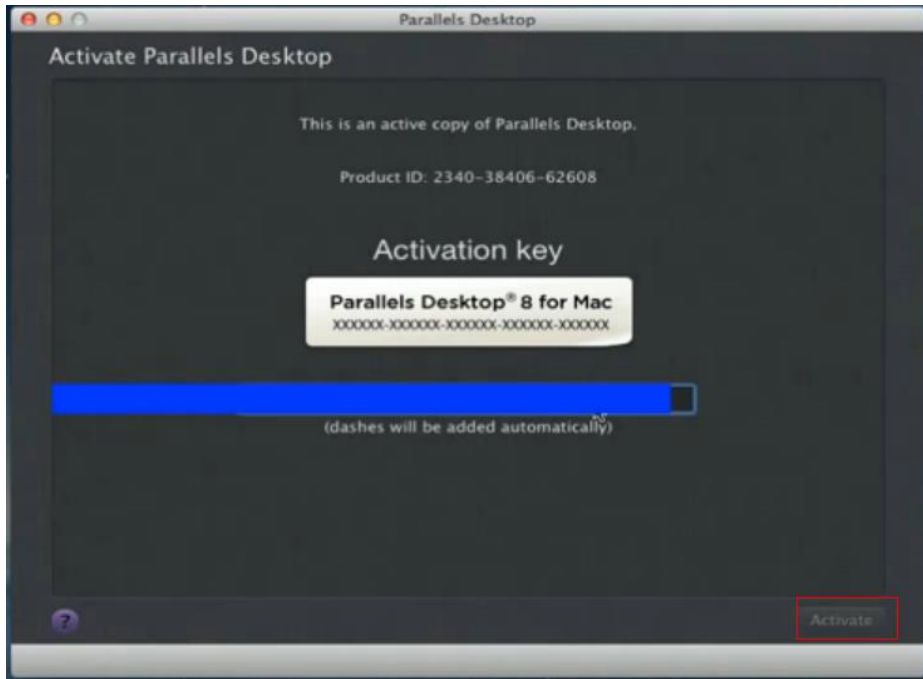 Parallels Desktop
Activate Parallels Desktop
This is an active copy of Parallels Desktop.
Product ID: 2340-38406-62608
Activation key
Parallels Desktop® 8 for Mac
XXXXXX-XXXXXX-XXXXXX-XXXXXX-XXXXXX
(dashes will be added automatically)
?
Activate